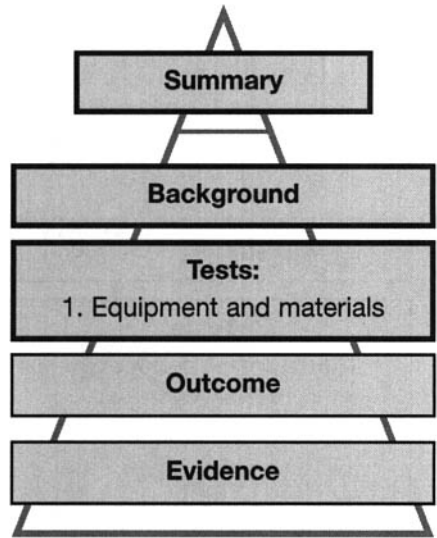 Summary
Background
Tests:
1. Equipment and materials
Outcome
Evidence